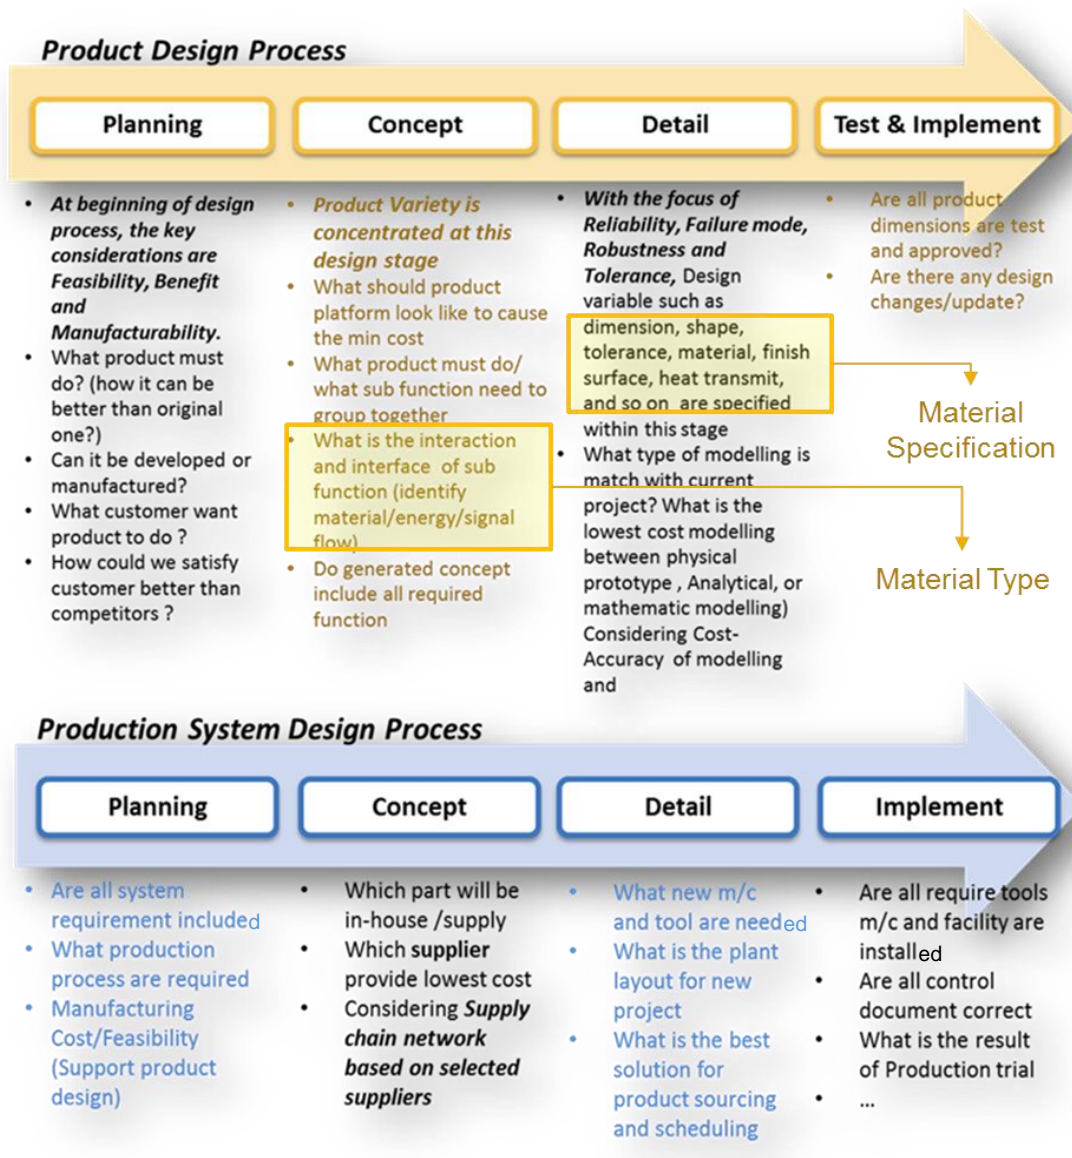 Product Design Process
Planning
Concept
Detail
Test & Implement
• At beginning of design
process, the key
considerations are
Feasibility, Benefit
and
Manufacturability.
• What product must
do? (how it can be
better than original
one?)
• Can it be developed or
manufactured?
• What customer want
product to do ?
• How could we satisfy
customer better than
competitors ?
• Product Variety is
concentrated at this
design stage
• What should product
platform look like to cause
the min cost
• What product must do/
what sub function need to
group together
• What is the interaction
and interface of sub
function (identify
material/energy/signal
flow)
• Do generated concept
include all required
function
• With the focus of
Reliability, Failure mode,
Robustness and
Tolerance, Design
variable such as
dimension, shape,
tolerance, material, finish
surface, heat transmit,
and so on are specified
within this stage
• What type of modelling is
match with current
project? What is the
lowest cost modelling
between physical
prototype , Analytical, or
mathematic modelling)
Considering Cost-
Accuracy of modelling
and
• Are all product
dimensions are test
and approved?
• Are there any design
changes/update?
Material
Specification
Material Type
Production System Design Process
Planning
Concept
Detail
Implement
• Are all system
requirement included
• What production
process are required
• Manufacturing
Cost/Feasibility
(Support product
design)
• Which part will be
in-house /supply
• Which supplier
provide lowest cost
• Considering Supply
chain network
based on selected
suppliers
• What new m/c
and tool are needed
• What is the plant
layout for new
project
• What is the best
solution for
product sourcing
and scheduling
• Are all require tools
m/c and facility are
installed
• Are all control
document correct
• What is the result
of Production trial
• ...